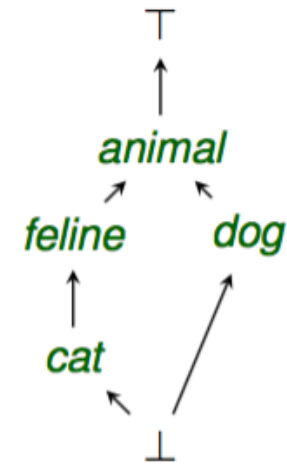 ⊤
animal
feline dog
cat
⊥